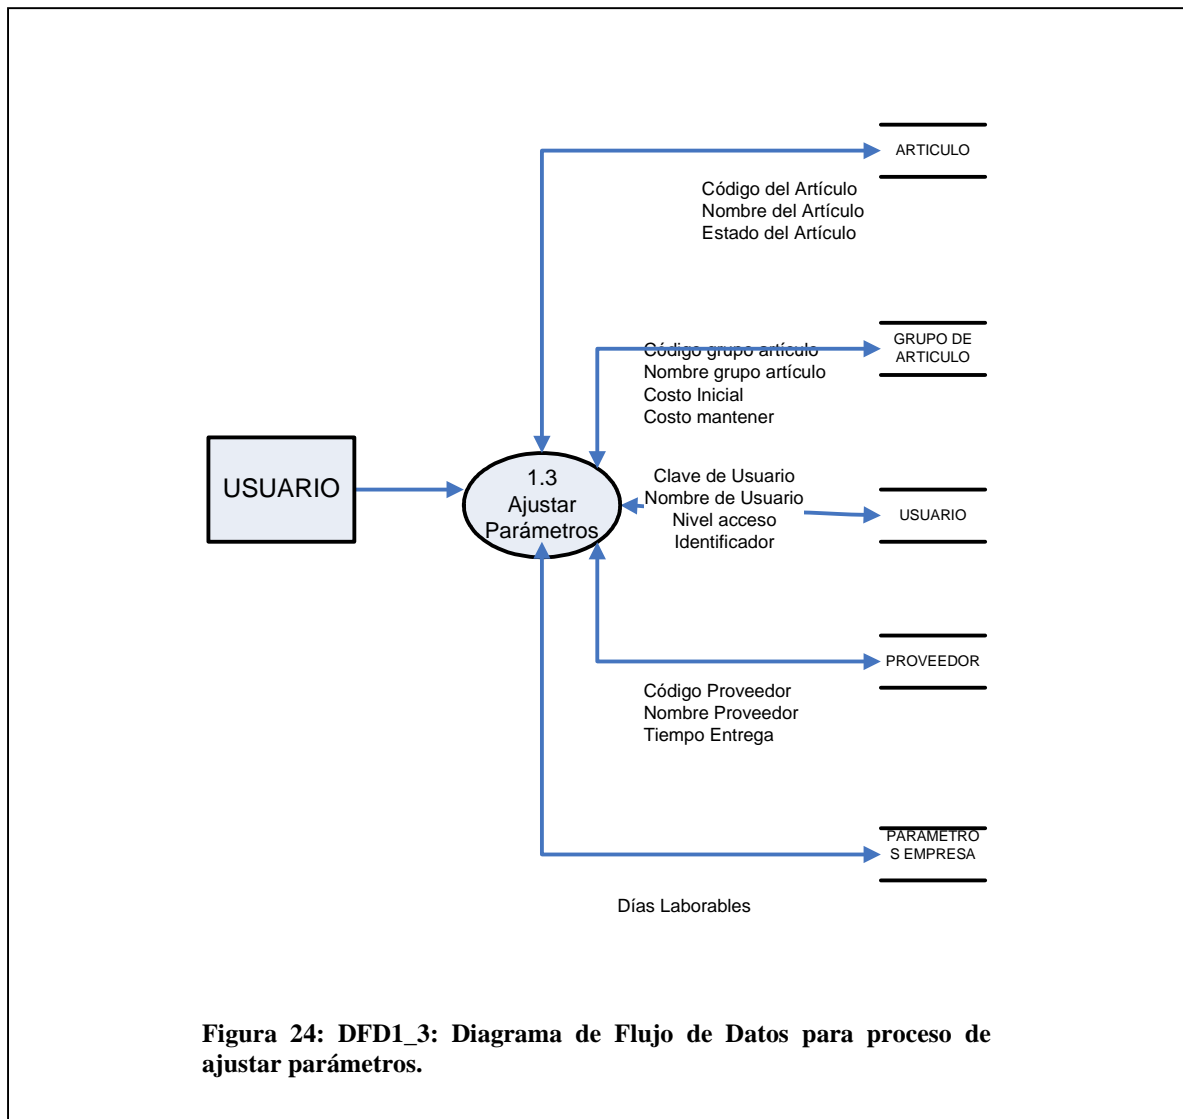 ARTICULO
Código del Artículo
Nombre del Artículo
Estado del Artículo
GRUPO DE
ARTICULO
Código grupo artículo
Nombre grupo artículo
Costo Inicial
Costo mantener
USUARIO
1.3
Ajustar
Parámetros
Clave de Usuario
Nombre de Usuario
Nivel acceso
Identificador
USUARIO
PROVEEDOR
Código Proveedor
Nombre Proveedor
Tiempo Entrega
PARAMETRO
S EMPRESA
Días Laborables
Figura 24: DFD1_3: Diagrama de Flujo de Datos para proceso de
ajustar parámetros.